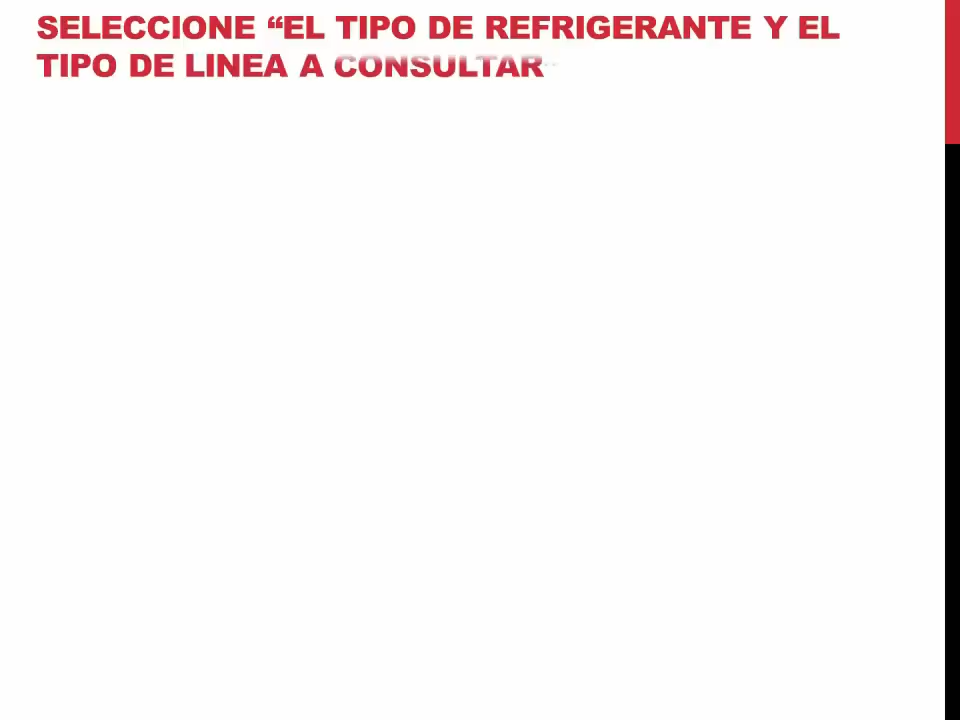 SELECCIONE “EL TIPO DE REFRIGERANTE Y EL
TIPO DE LINEA A CONSULTAR